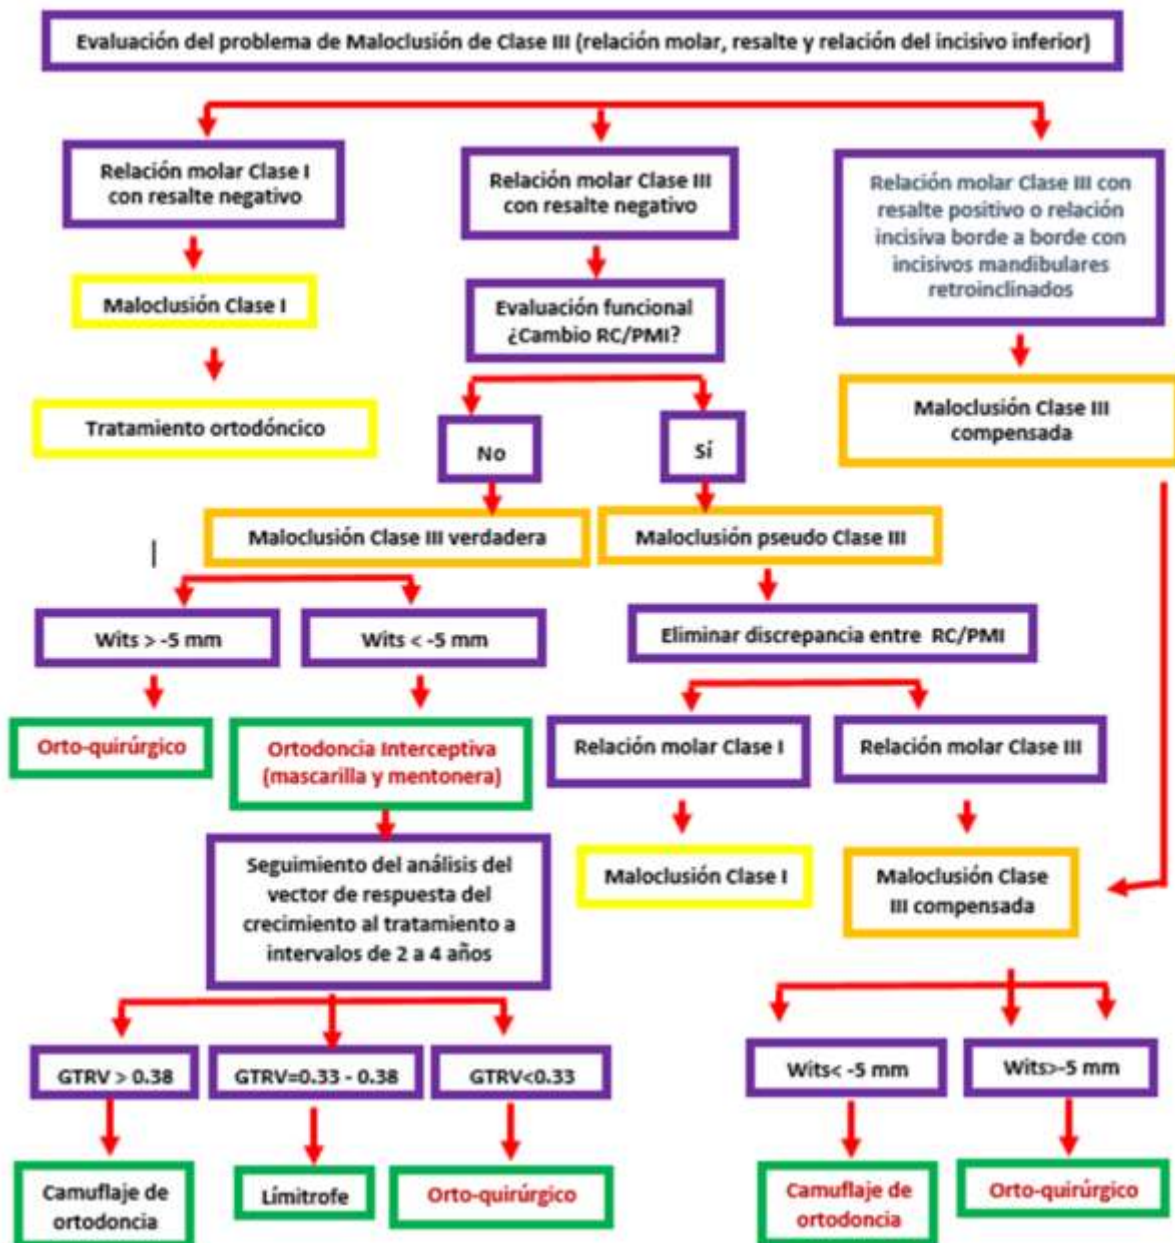 Evaluación del problema de Maloclusión de Clase III (relación molar, resalte y relación del incisivo inferior)
Relación molar Clase I
con resalte negativo
Relación molar Clase III
con resalte negativo
Relación molar Clase III con
resalte positivo o relación
incisiva borde a borde con
incisivos mandibulares
retroinclinados
Maloclusión Clase I
Evaluación funcional
¿Cambio RC/PMI?
Tratamiento ortodóncico
Maloclusión Clase III
compensada
No
Sí
Maloclusión Clase III verdadera
Maloclusión pseudo Clase III
Wits > -5 mm
Wits < -5 mm
Eliminar discrepancia entre RC/PMI
Orto-quirúrgico
Ortodoncia Interceptiva
(mascarilla y mentonera)
Relación molar Clase I
Relación molar Clase III
Seguimiento del análisis del
vector de respuesta del
crecimiento al tratamiento a
intervalos de 2 a 4 años
Maloclusión Clase I
Maloclusión Clase
III compensada
GTRV > 0.38
GTRV=0.33 - 0.38
GTRV<0.33
Wits< -5 mm
Wits>-5 mm
Camuflaje de
ortodoncia
Límitrofe
Orto-quirúrgico
Camuflaje de
ortodoncia
Orto-quirúrgico